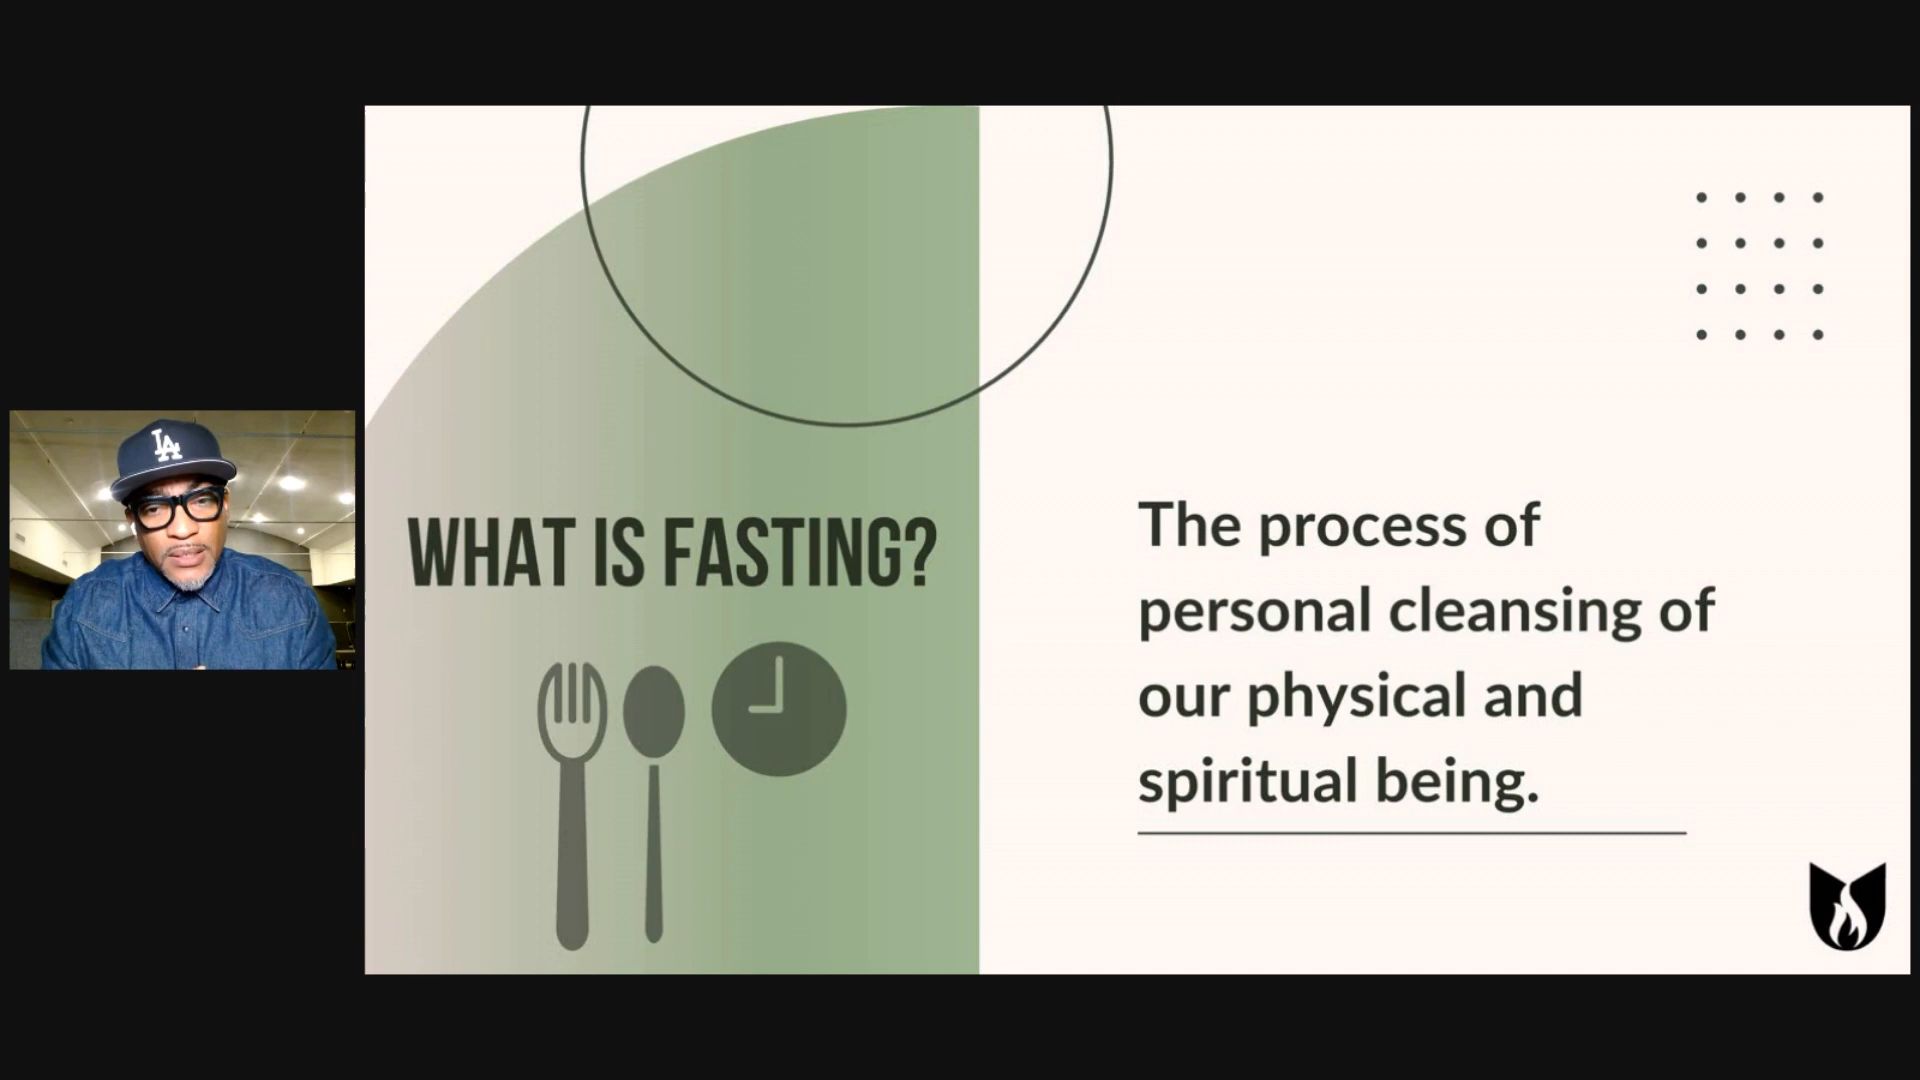 LA
WHAT IS FASTING?
The process of
personal cleansing of
our physical and
spiritual being.